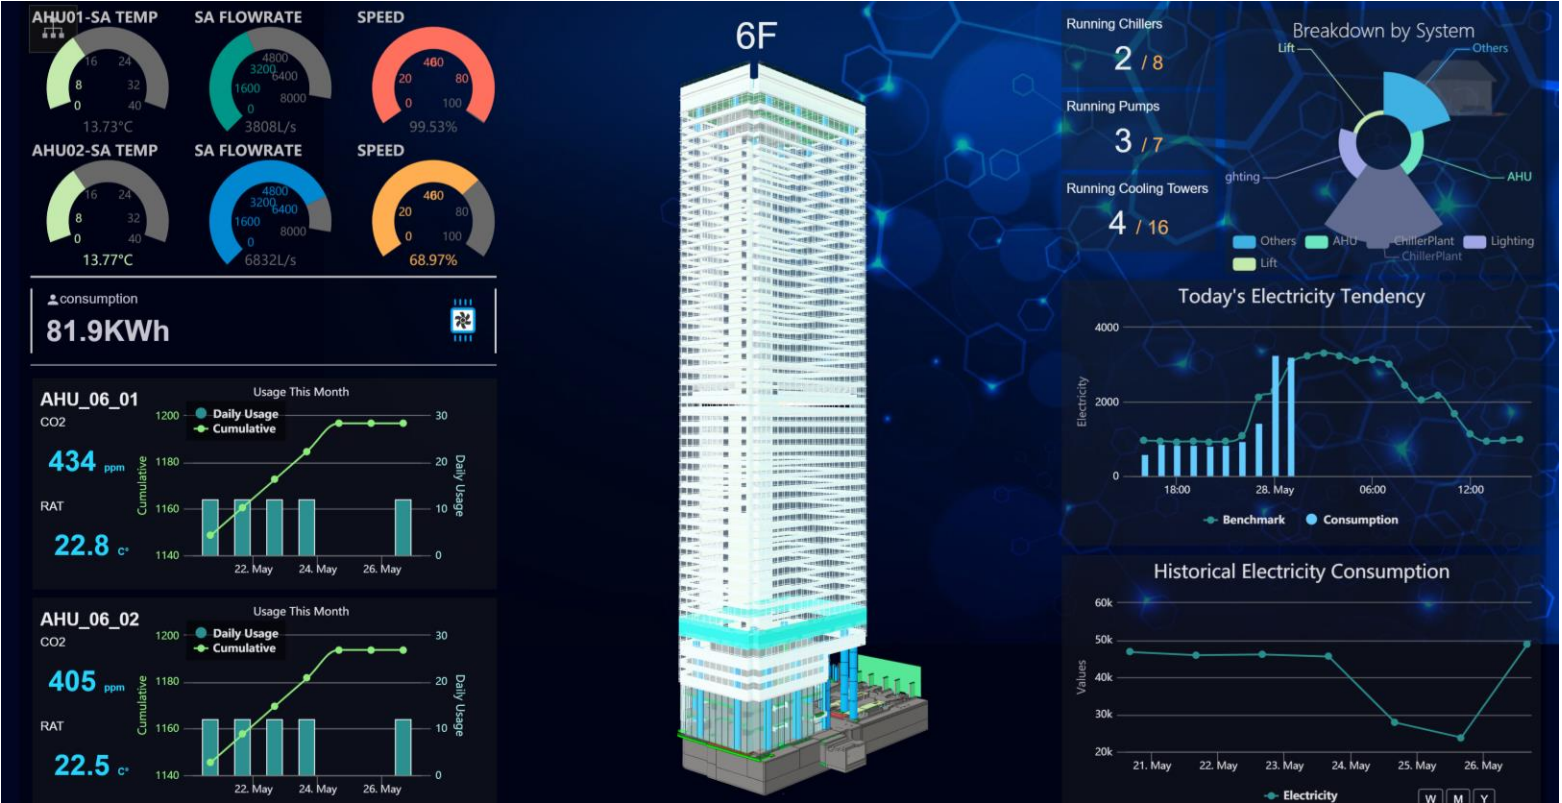 AHU01-SA TEMP
SA FLOWRATE
SPEED
0
8
16
24
32
40
13.73°C
0
1600
3200
4800
6400
8000
3808L/s
0
20
40
60
80
100
99.53%
AHU02-SA TEMP
SA FLOWRATE
SPEED
0
8
16
24
32
40
13.77°C
0
1600
3200
4800
6400
8000
6832L/s
0
20
40
60
80
100
68.97%
consumption
81.9KWh
AHU_06_01
CO2
434 ppm
RAT
22.8 C°
Usage This Month
Daily Usage
Cumulative
Cumulative
1200
1180
1160
1140
30
20
10
0
Daily Usage
22. May
24. May
26. May
AHU_06_02
CO2
405 ppm
RAT
22.5 C°
Usage This Month
Daily Usage
Cumulative
Cumulative
1200
1180
1160
1140
30
20
10
0
Daily Usage
22. May
24. May
26. May
6F
Running Chillers
2 / 8
Running Pumps
3 / 7
Running Cooling Towers
4 / 16
Breakdown by System
Lift
Others
ghting
AHU
ChillerPlant
Others
AHU
ChillerPlant
Lighting
Lift
Today's Electricity Tendency
Electricity
4000
2000
0
18:00
28. May
06:00
12:00
Benchmark
Consumption
Historical Electricity Consumption
Values
60k
50k
40k
30k
20k
21. May
22. May
23. May
24. May
25. May
26. May
Electricity
W
M
Y